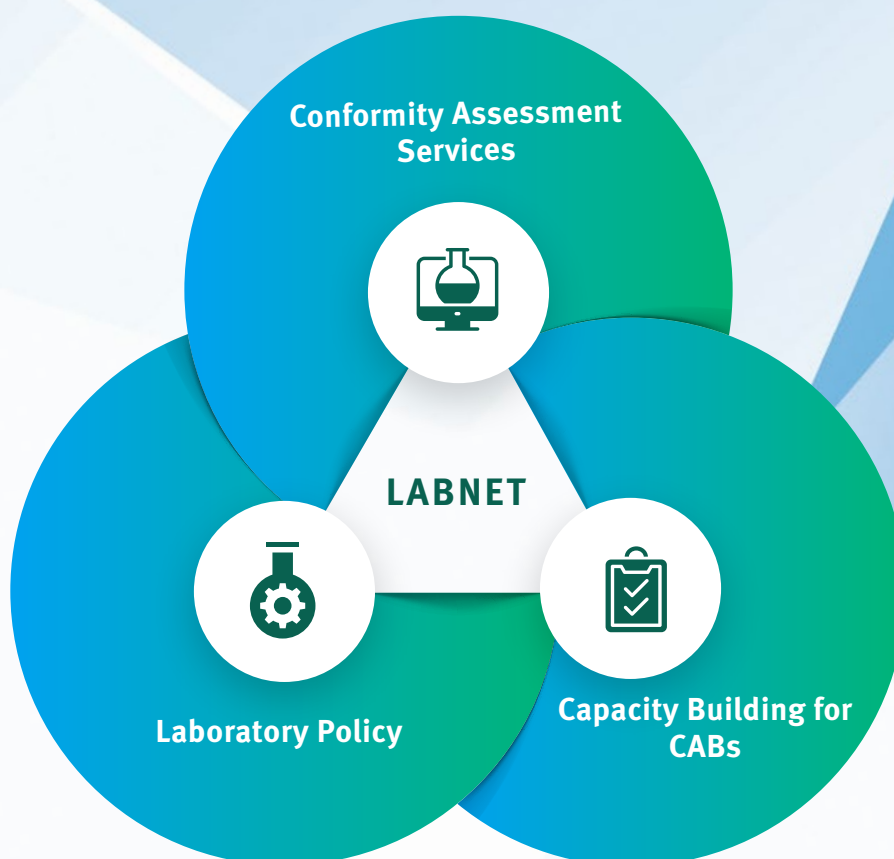 Conformity Assessment
Services
LABNET
Laboratory Policy
Capacity Building for
CABs